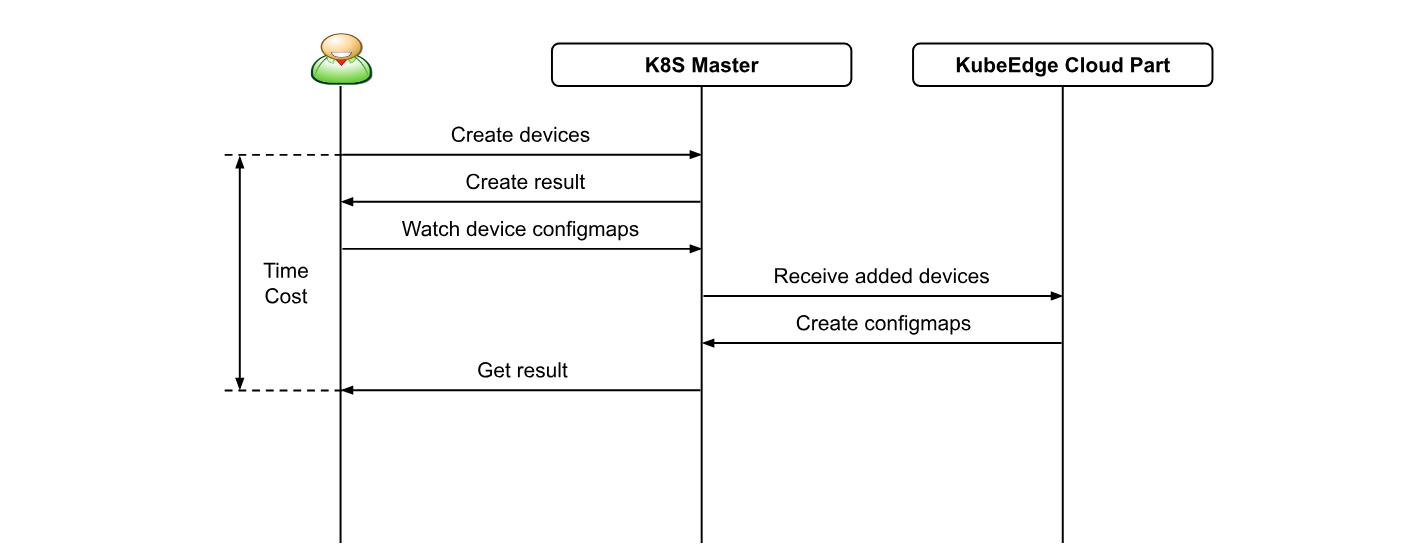 K8S Master
KubeEdge Cloud Part
Create devices
Create result
Watch device configmaps
Time
Cost
Receive added devices
Create configmaps
Get result